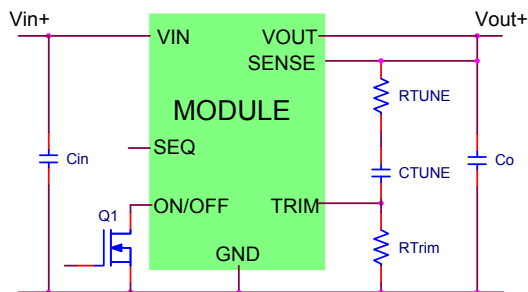 Vin+
Vout+
VIN
VOUT
SENSE
RTUNE
MODULE
Cin
SEQ
CTUNE
Co
Q1
ON/OFF
TRIM
RTrim
GND